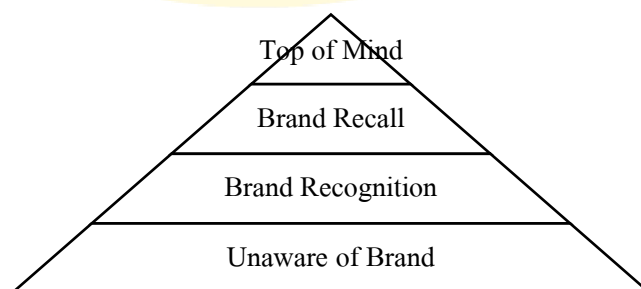 Top of Mind
Brand Recall
Brand Recognition
Unaware of Brand